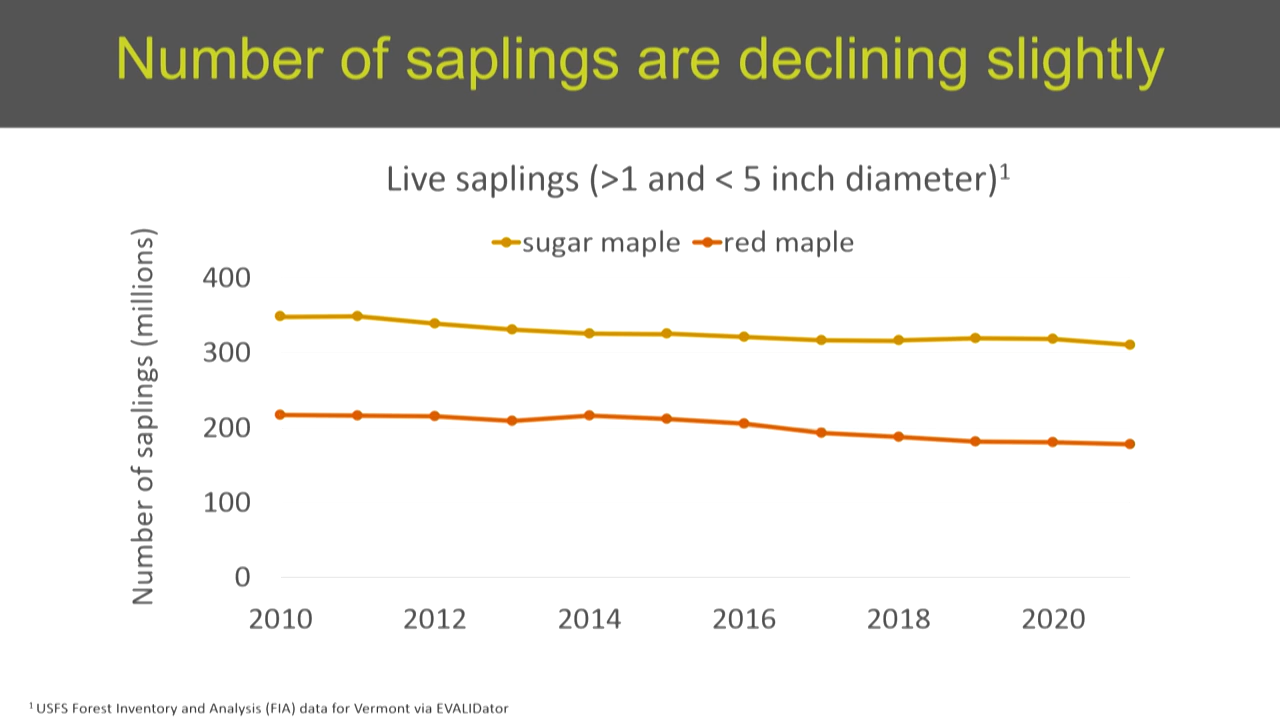 Number of saplings are declining slightly
Live saplings (>1 and < 5 inch diameter)¹
sugar maple red maple
Number of saplings (millions)
400
300
200
100
0
2010 2012 2014 2016 2018 2020
¹ USFS Forest Inventory and Analysis (FIA) data for Vermont via EVALIDator